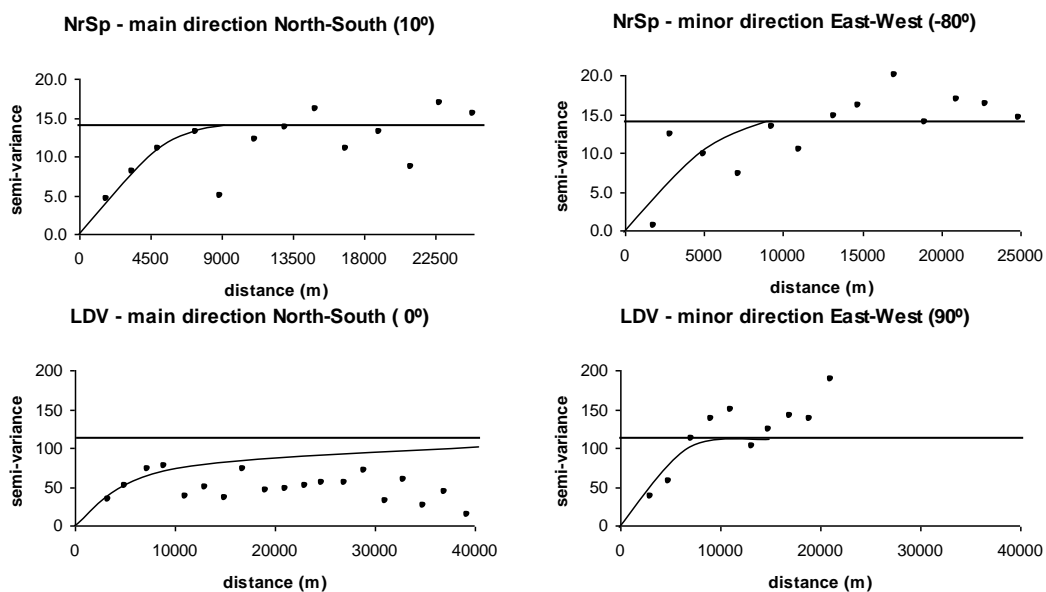 NrSp - main direction North-South (10º)
semi-variance
20.0
15.0
10.0
5.0
0.0
0 4500 9000 13500 18000 22500
distance (m)
NrSp - minor direction East-West (-80º)
semi-variance
20.0
15.0
10.0
5.0
0.0
0 5000 10000 15000 20000 25000
distance (m)
LDV - main direction North-South ( 0º)
semi-variance
200
150
100
50
0
0 10000 20000 30000 40000
distance (m)
LDV - minor direction East-West (90º)
semi-variance
200
150
100
50
0
0 10000 20000 30000 40000
distance (m)